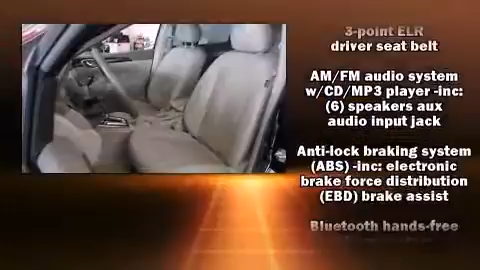 3-point ELR
driver seat belt
AM/FM audio system
w/CD/MP3 player -inc:
(6) speakers aux
audio input jack
Anti-lock braking system
(ABS) -inc: electronic
brake force distribution
(EBD) brake assist
Bluetooth hands-free